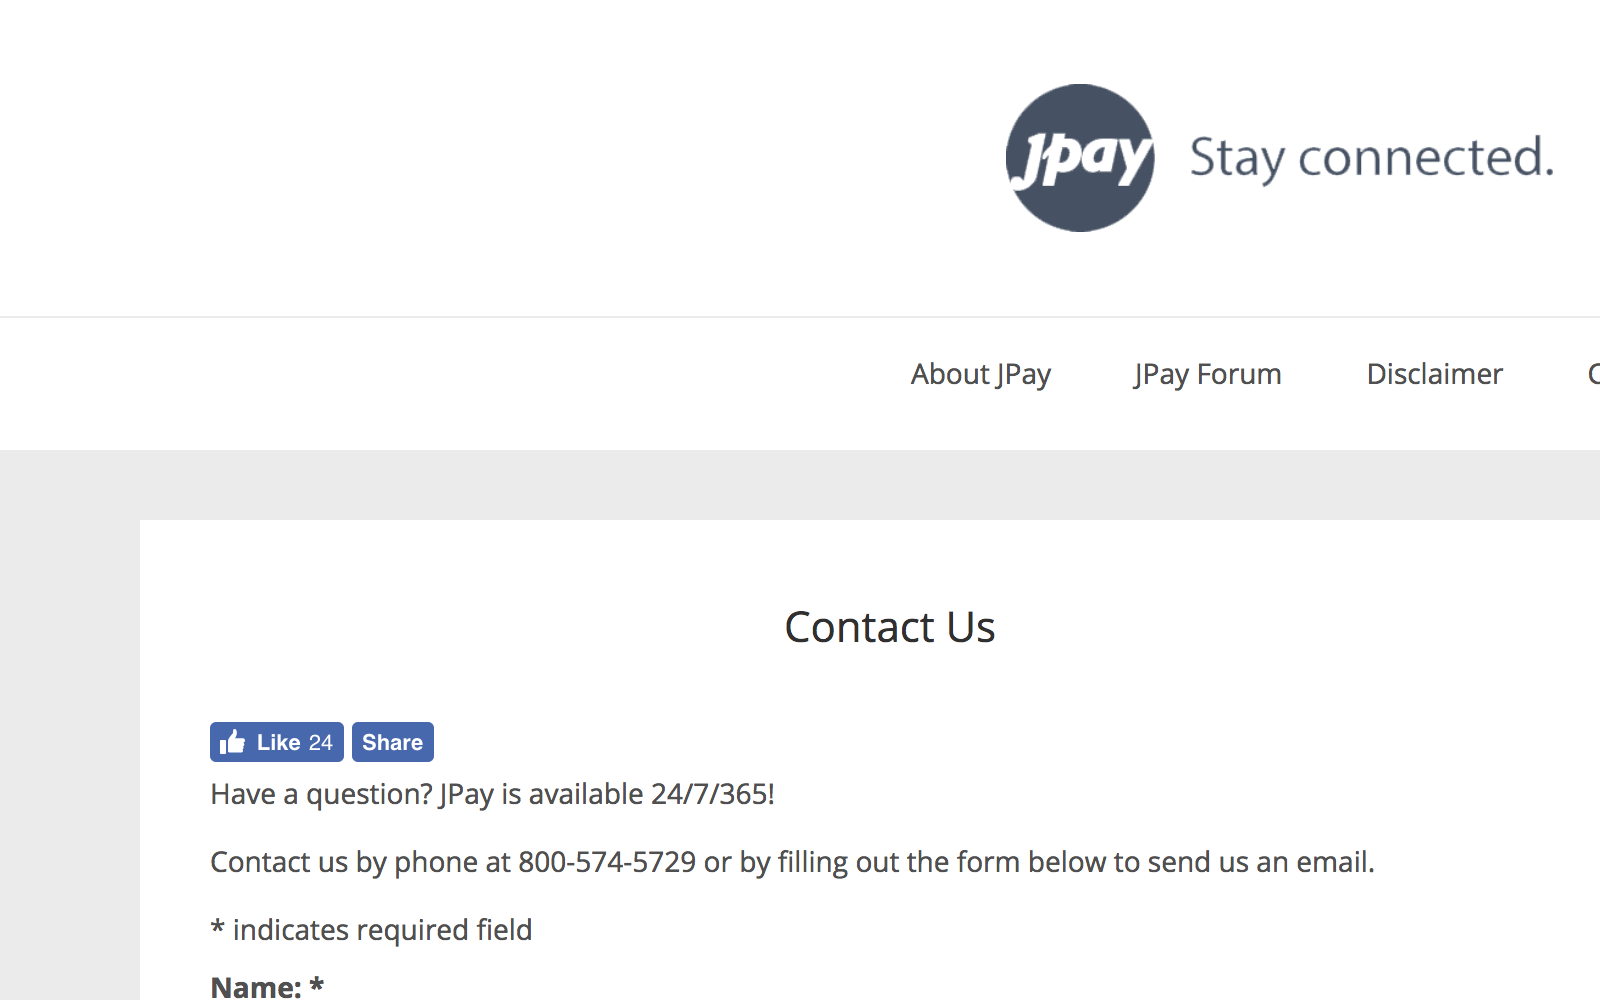 Jpay Stay connected.
About JPay JPay Forum Disclaimer
Contact Us
Like 24 Share
Have a question? JPay is available 24/7/365!
Contact us by phone at 800-574-5729 or by filling out the form below to send us an email.
* indicates required field
Name: *